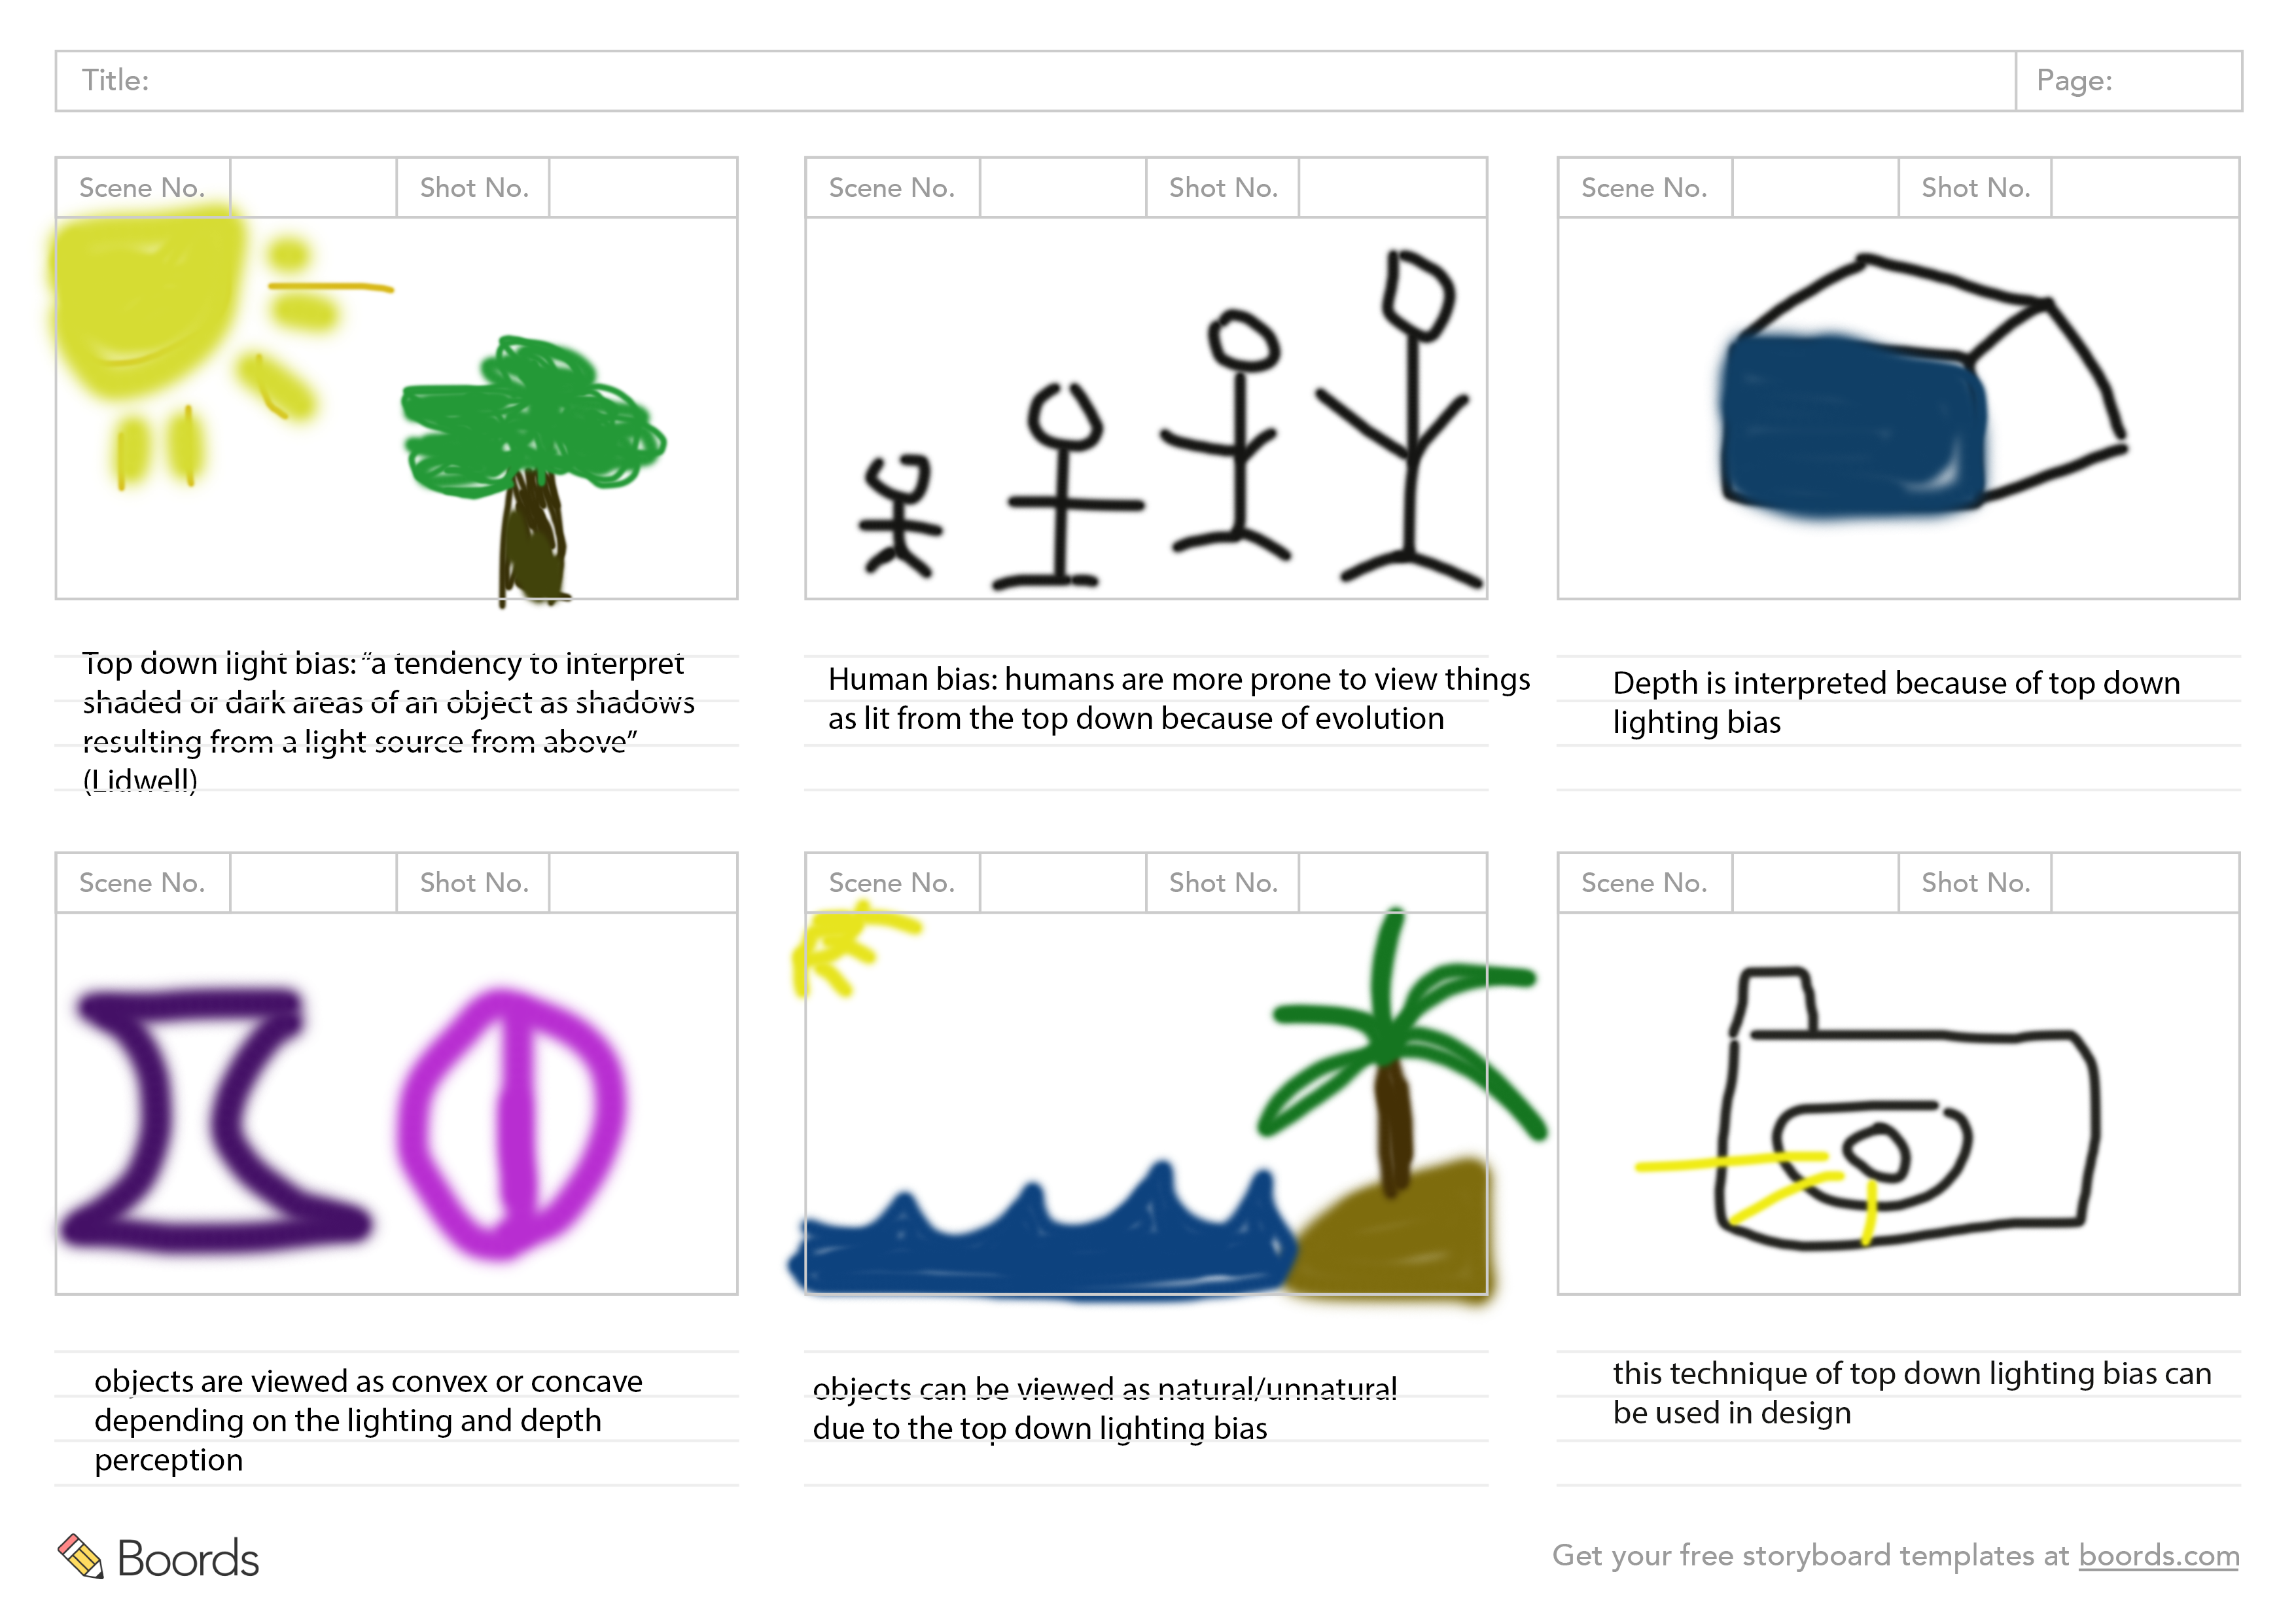 Title:
Page:
Scene No.
Shot No.
Scene No.
Shot No.
Scene No.
Shot No.
Top down light bias: “a tendency to interpret
shaded or dark areas of an object as shadows
resulting from a light source from above”
(Lidwell)
Human bias: humans are more prone to view things
as lit from the top down because of evolution
Depth is interpreted because of top down
lighting bias
Scene No.
Shot No.
Scene No.
Shot No.
Scene No.
Shot No.
objects are viewed as convex or concave
depending on the lighting and depth
perception
objects can be viewed as natural/unnatural
due to the top down lighting bias
this technique of top down lighting bias can
be used in design
Boords
Get your free storyboard templates at boords.com